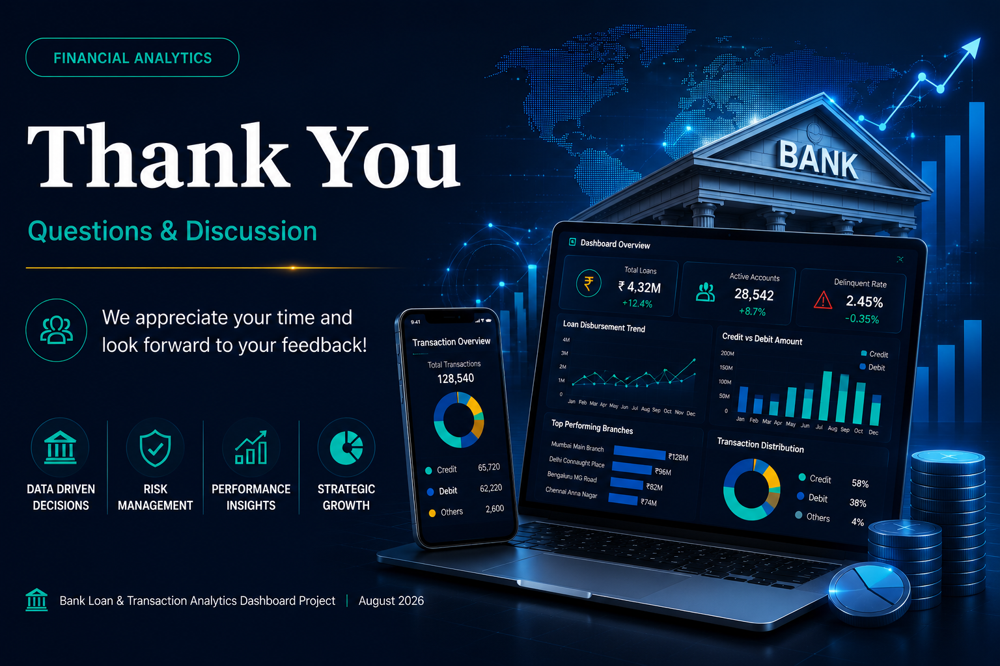 FINANCIAL ANALYTICS
Thank You
Questions & Discussion
We appreciate your time and
look forward to your feedback!
DATA DRIVEN
DECISIONS
RISK
MANAGEMENT
PERFORMANCE
INSIGHTS
STRATEGIC
GROWTH
Bank Loan & Transaction Analytics Dashboard Project | August 2026
BANK
9:41
Transaction Overview
Total Transactions
128,540
Credit 65,720
Debit 62,220
Others 2,600
Dashboard Overview
Total Loans
₹ 4,32M
+12.4%
Active Accounts
28,542
+8.7%
Delinquent Rate
2.45%
-0.35%
Loan Disbursement Trend
4M
3M
2M
1M
0
Jan Feb Mar Apr May Jun Jul Aug Sep Oct Nov Dec
Credit vs Debit Amount
Credit
Debit
200M
150M
100M
50M
0
Jan Feb Mar Apr May Jun Jul Aug Sep Oct Dec
Top Performing Branches
Mumbai Main Branch ₹128M
Delhi Connaught Place ₹96M
Bengaluru MG Road ₹82M
Chennai Anna Nagar ₹74M
Transaction Distribution
Credit 58%
Debit 38%
Others 4%